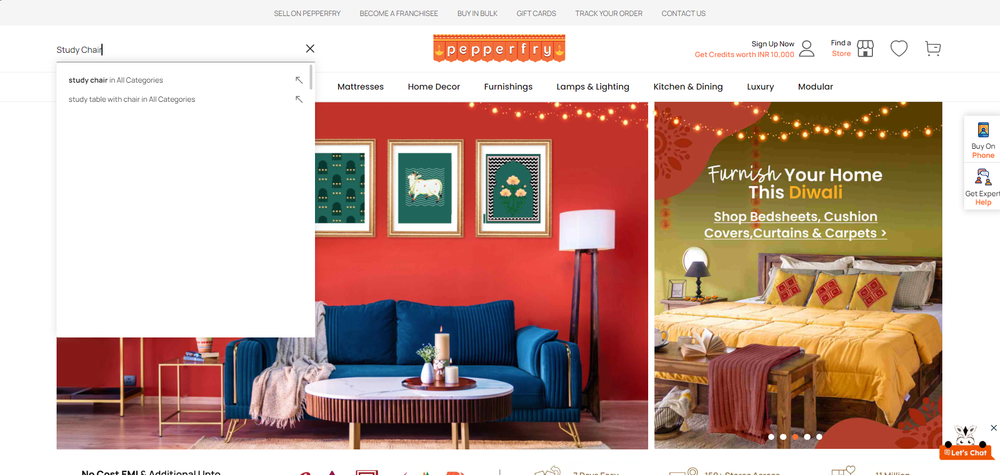 SELL ON PEPPERFRY
BECOME A FRANCHISEE
BUY IN BULK
GIFT CARDS
TRACK YOUR ORDER
CONTACT US
Study Chair
pepperfry
Sign Up Now
Get Credits worth INR 10,000
Find a
Store
study chair in All Categories
study table with chair in All Categories
Mattresses
Home Decor
Furnishings
Lamps & Lighting
Kitchen & Dining
Luxury
Modular
Furnish Your Home
This Diwali
Shop Bedsheets, Cushion
Covers,Curtains & Carpets >
Buy On
Phone
Get Expert
Help
Let's Chat
No Cost EMI & Additional Upto
7 Days Easy
150+ Stores Across
11 Million